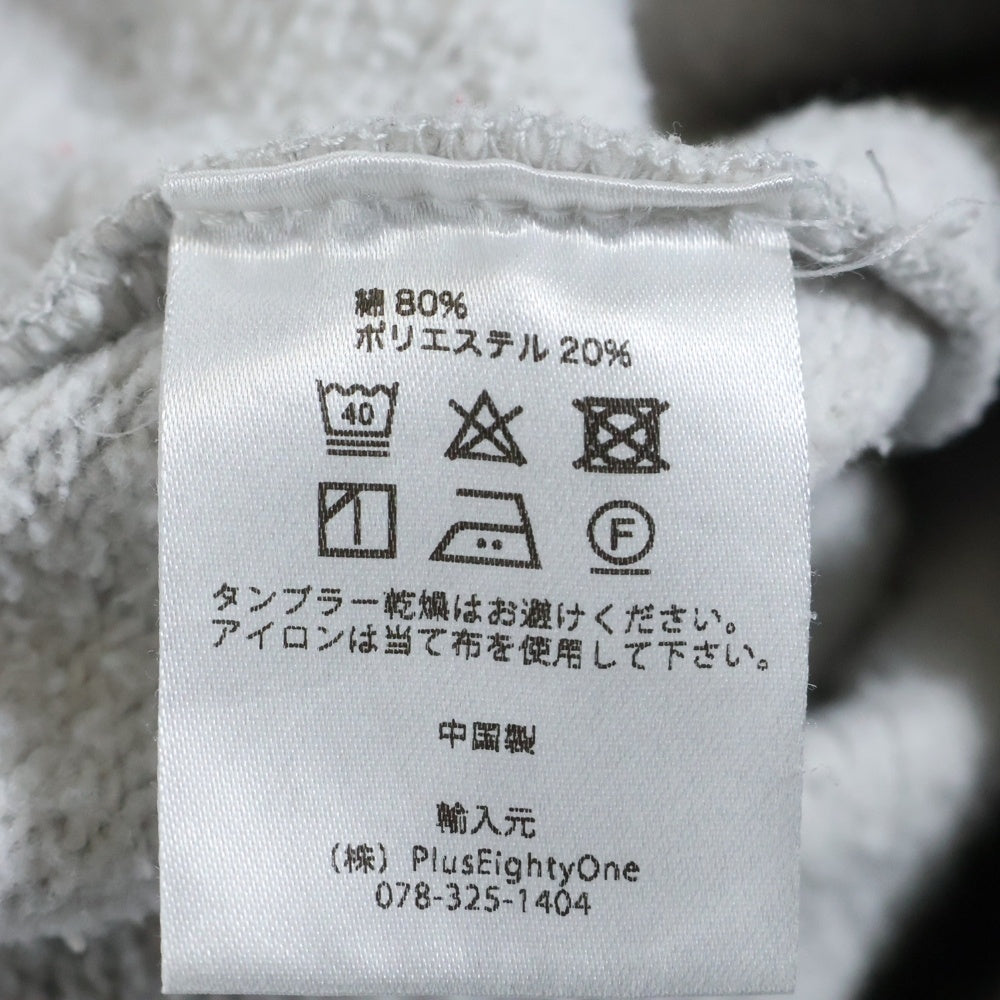 綿 80%
ポリエステル 20%
40
F
タンブラー乾燥はお避けください。
アイロンは当て布を使用して下さい。
中国製
輸入元
（株）PlusEightyOne
078-325-1404